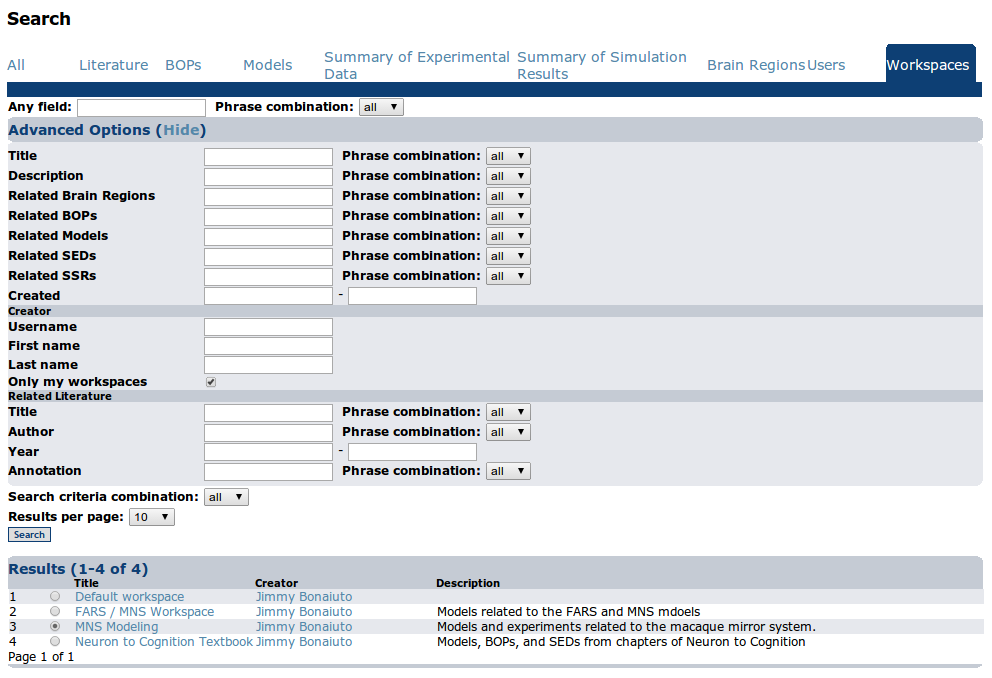 Search
All Literature BOPs Models Summary of Experimental Data Summary of Simulation Results Brain Regions Users Workspaces
Any field: Phrase combination: all
Advanced Options (Hide)
Title Phrase combination: all
Description Phrase combination: all
Related Brain Regions Phrase combination: all
Related BOPs Phrase combination: all
Related Models Phrase combination: all
Related SEDs Phrase combination: all
Related SSRs Phrase combination: all
Created -
Creator
Username
First name
Last name
Only my workspaces
Related Literature
Title Phrase combination: all
Author Phrase combination: all
Year -
Annotation Phrase combination: all
Search criteria combination: all
Results per page: 10
Search
Results (1-4 of 4)
Title Creator Description
1 Default workspace Jimmy Bonaiuto
2 FARS / MNS Workspace Jimmy Bonaiuto Models related to the FARS and MNS mdoels
3 MNS Modeling Jimmy Bonaiuto Models and experiments related to the macaque mirror system.
4 Neuron to Cognition Textbook Jimmy Bonaiuto Models, BOPs, and SEDs from chapters of Neuron to Cognition
Page 1 of 1